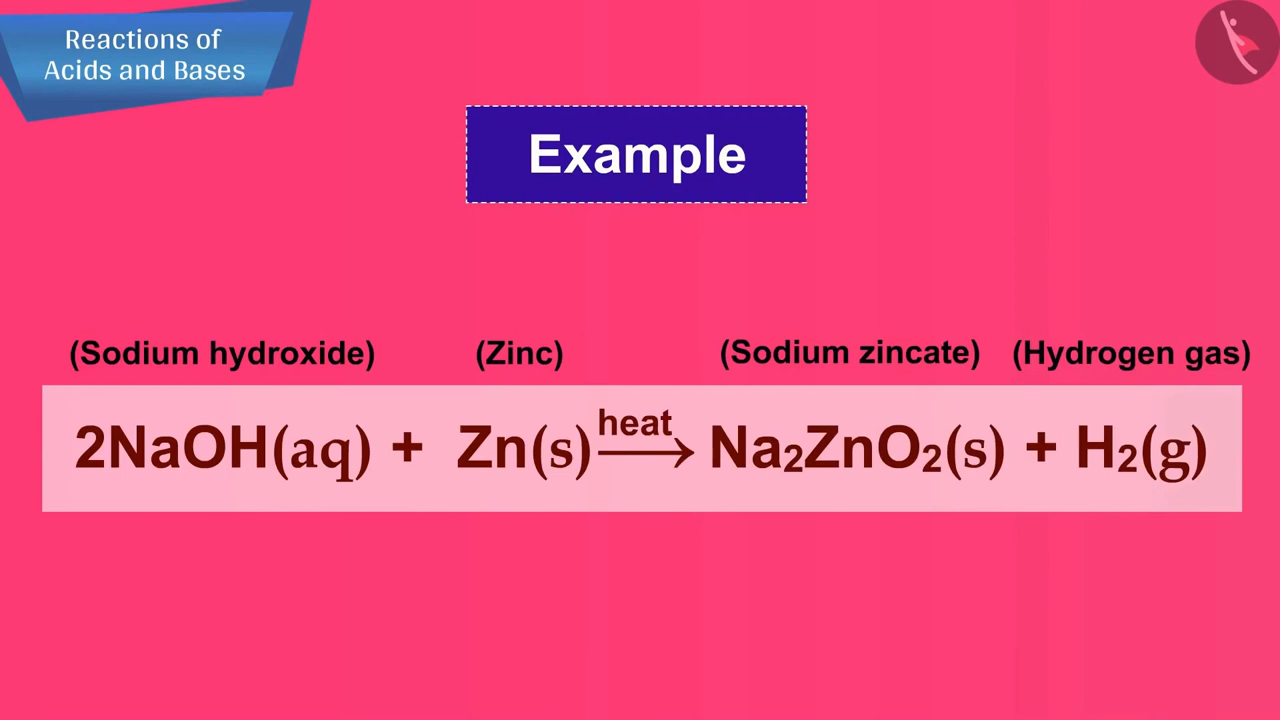 Reactions of
Acids and Bases
Example
(Sodium hydroxide) (Zinc) (Sodium zincate) (Hydrogen gas)
2NaOH(aq) + Zn(s) heat⟶ Na₂ZnO₂(s) + H₂(g)